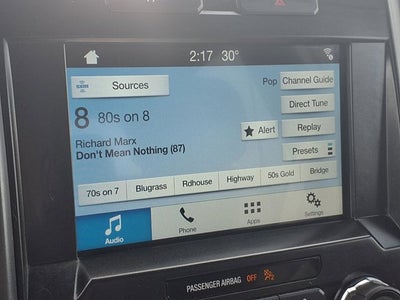 2:17 30°
Sources
Pop
Channel Guide
8 80s on 8
Direct Tune
Alert
Replay
Richard Marx
Don't Mean Nothing (87)
Presets
70s on 7
Blugrass
Rdhouse
Highway
50s Gold
Bridge
Audio
Phone
Apps
Settings
PASSENGER AIRBAG OFF